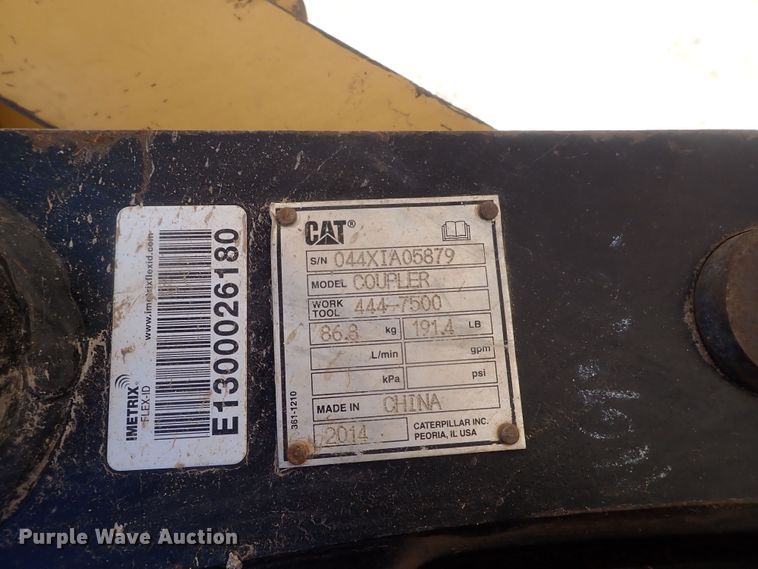 IMETRIX
FLEX-ID
www.imetrixflexid.com
E1300026180
CAT®
S/N 044XIA05879
MODEL COUPLER
WORK TOOL 444-7500
86.8 kg 191.4 LB
L/min gpm
kPa psi
MADE IN CHINA
2014 CATERPILLAR INC.
PEORIA, IL USA
361-1210
Purple Wave Auction